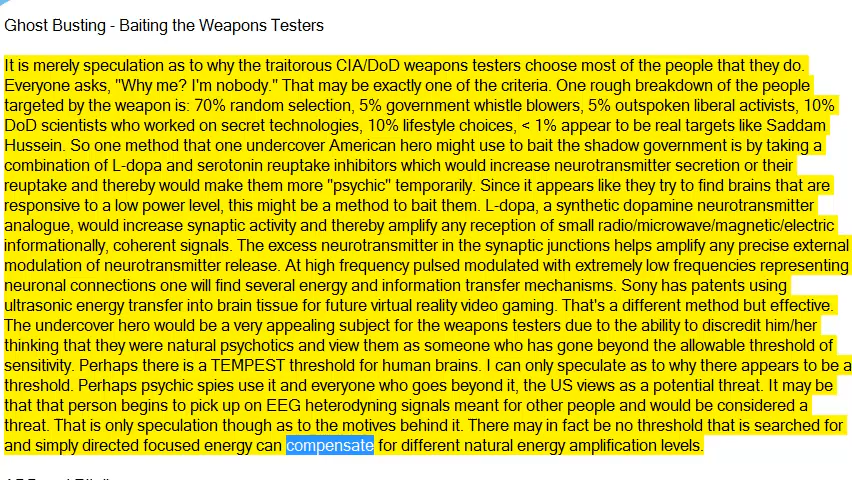 Ghost Busting - Baiting the Weapons Testers
It is merely speculation as to why the traitorous CIA/DoD weapons testers choose most of the people that they do.
Everyone asks, "Why me? I'm nobody." That may be exactly one of the criteria. One rough breakdown of the people
targeted by the weapon is: 70% random selection, 5% government whistle blowers, 5% outspoken liberal activists, 10%
DoD scientists who worked on secret technologies, 10% lifestyle choices, < 1% appear to be real targets like Saddam
Hussein. So one method that one undercover American hero might use to bait the shadow government is by taking a
combination of L-dopa and serotonin reuptake inhibitors which would increase neurotransmitter secretion or their
reuptake and thereby would make them more "psychic" temporarily. Since it appears like they try to find brains that are
responsive to a low power level, this might be a method to bait them. L-dopa, a synthetic dopamine neurotransmitter
analogue, would increase synaptic activity and thereby amplify any reception of small radio/microwave/magnetic/electric
informationally, coherent signals. The excess neurotransmitter in the synaptic junctions helps amplify any precise external
modulation of neurotransmitter release. At high frequency pulsed modulated with extremely low frequencies representing
neuronal connections one will find several energy and information transfer mechanisms. Sony has patents using
ultrasonic energy transfer into brain tissue for future virtual reality video gaming. That's a different method but effective.
The undercover hero would be a very appealing subject for the weapons testers due to the ability to discredit him/her
thinking that they were natural psychotics and view them as someone who has gone beyond the allowable threshold of
sensitivity. Perhaps there is a TEMPEST threshold for human brains. I can only speculate as to why there appears to be a
threshold. Perhaps psychic spies use it and everyone who goes beyond it, the US views as a potential threat. It may be
that that person begins to pick up on EEG heterodyning signals meant for other people and would be considered a
threat. That is only speculation though as to the motives behind it. There may in fact be no threshold that is searched for
and simply directed focused energy can compensate for different natural energy amplification levels.